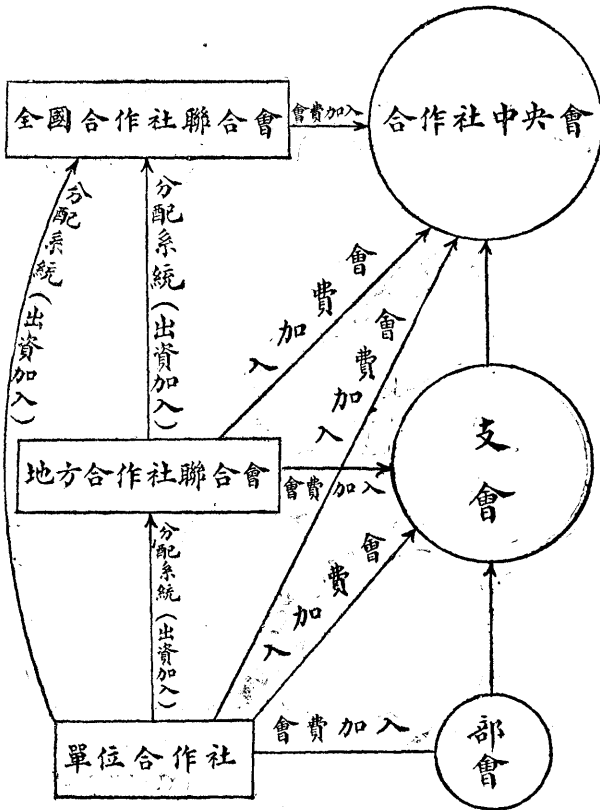 全國合作社聯合會
會費加入
合作社中央會
分配系統(出資加入)
分配系統(出資加入)
會費加入
會費加入
地方合作社聯合會
會費加入
支會
分配系統(出資加入)
會費加入
單位合作社
會費加入
部會